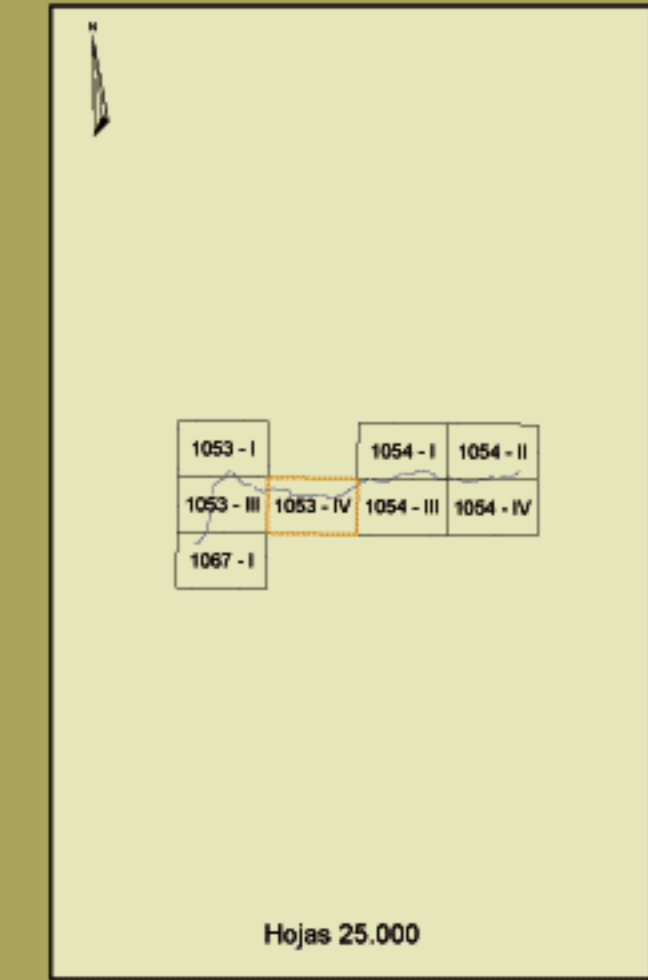 N
1053 - I
1054 - I
1054 - II
1053 - III
1053 - IV
1054 - III
1054 - IV
1067 - I
Hojas 25.000